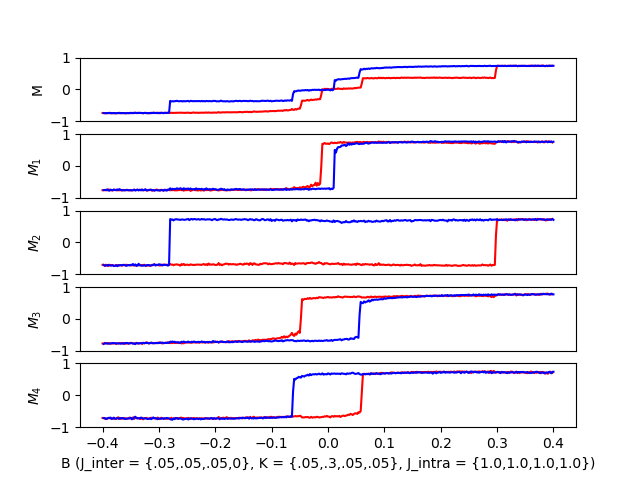 1
0
−1
M
1
0
−1
M1
1
0
−1
M2
1
0
−1
M3
1
0
−1
M4
−0.4 −0.3 −0.2 −0.1 0.0 0.1 0.2 0.3 0.4
B (J_inter = {.05,.05,.05,0}, K = {.05,.3,.05,.05}, J_intra = {1.0,1.0,1.0,1.0})